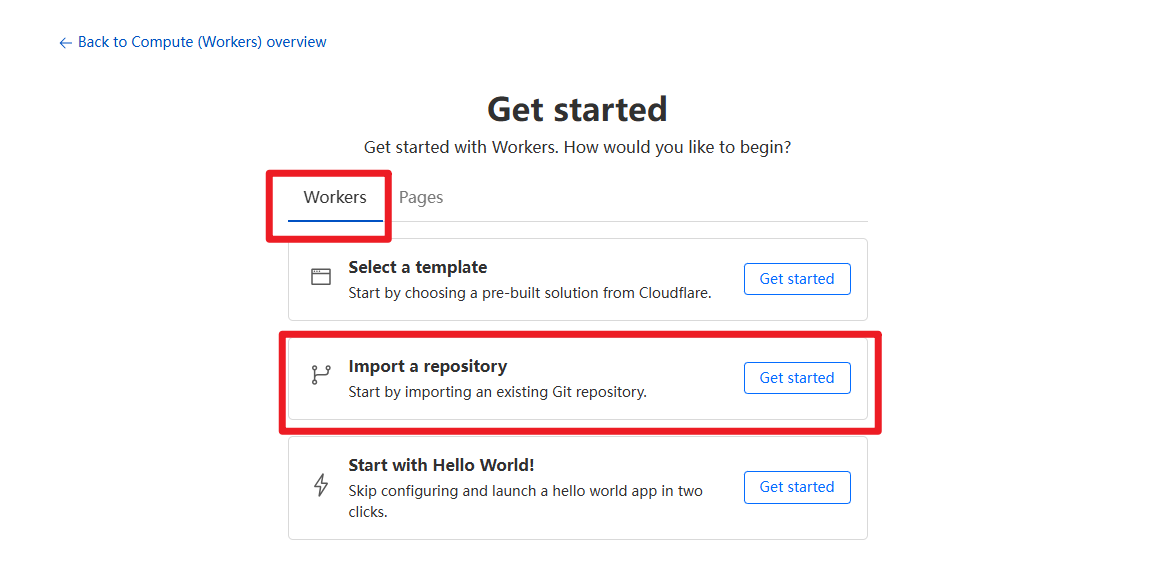 ← Back to Compute (Workers) overview
Get started
Get started with Workers. How would you like to begin?
Workers Pages
Select a template
Start by choosing a pre-built solution from Cloudflare.
Get started
Import a repository
Start by importing an existing Git repository.
Get started
Start with Hello World!
Skip configuring and launch a hello world app in two
clicks.
Get started